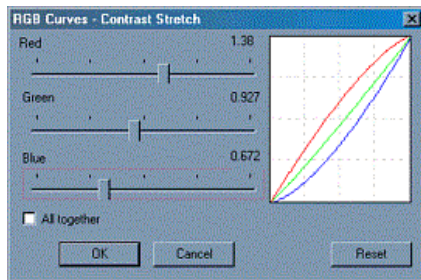 RGB Curves - Contrast Stretch
Red 1.38
Green 0.927
Blue 0.672
All together
OK Cancel Reset